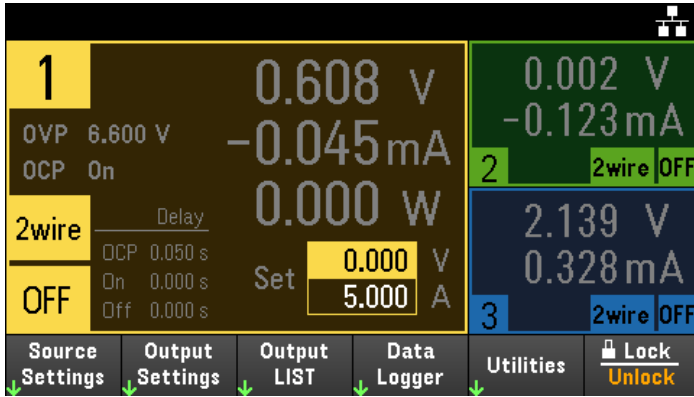 1
OVP 6.600 V
OCP On
2wire
OFF
Delay
OCP 0.050 s
On 0.000 s
Off 0.000 s
0.608 V
-0.045 mA
0.000 W
Set 0.000 V
5.000 A
0.002 V
-0.123 mA
2 2wire OFF
2.139 V
0.328 mA
3 2wire OFF
Source Settings
Output Settings
Output LIST
Data Logger
Utilities
Lock
Unlock